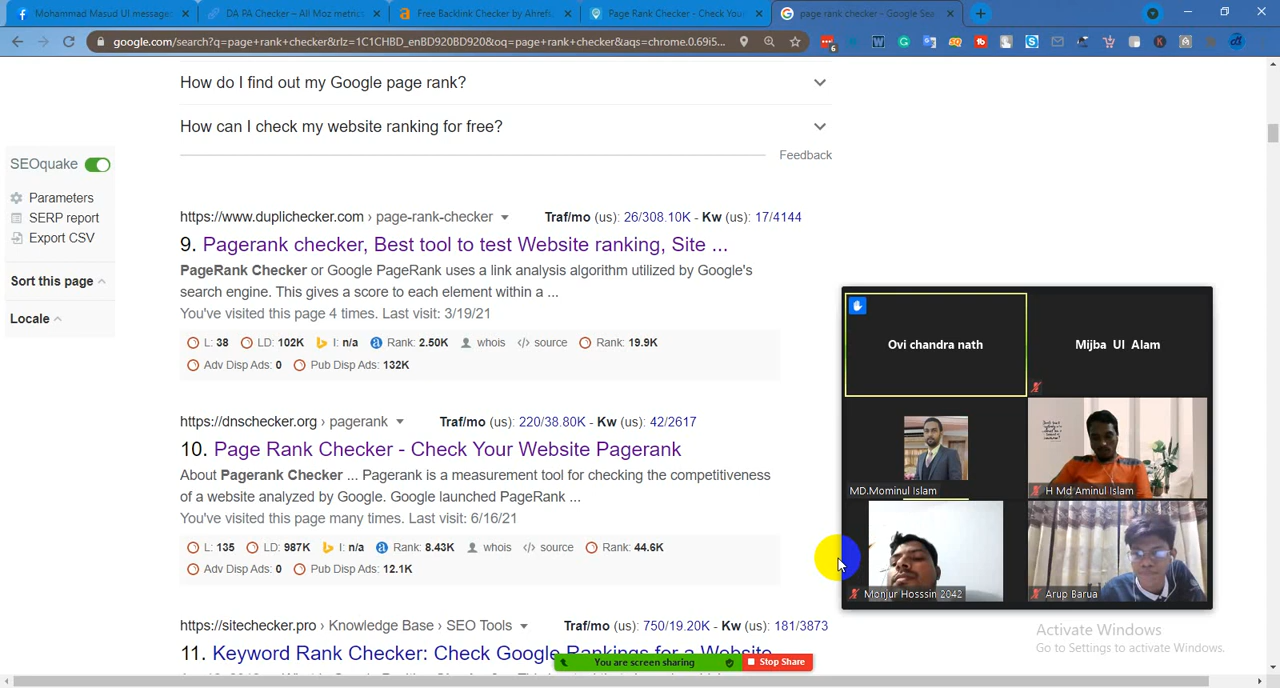 Mohammad Masud Ul message
DA PA Checker – All Moz metrics
Free Backlink Checker by Ahrefs
Page Rank Checker - Check Your
page rank checker - Google Sea
google.com/search?q=page+rank+checker&rlz=1C1CHBD_enBD920BD920&oq=page+rank+checker&aqs=chrome.0.69i5...
How do I find out my Google page rank?
How can I check my website ranking for free?
Feedback
SEOquake
Parameters
SERP report
Export CSV
Sort this page
Locale
https://www.duplichecker.com › page-rank-checker Traf/mo (us): 26/308.10K - Kw (us): 17/4144
9. Pagerank checker, Best tool to test Website ranking, Site ...
PageRank Checker or Google PageRank uses a link analysis algorithm utilized by Google's
search engine. This gives a score to each element within a ...
You've visited this page 4 times. Last visit: 3/19/21
L: 38 LD: 102K I: n/a Rank: 2.50K whois source Rank: 19.9K
Adv Disp Ads: 0 Pub Disp Ads: 132K
https://dnschecker.org › pagerank Traf/mo (us): 220/38.80K - Kw (us): 42/2617
10. Page Rank Checker - Check Your Website Pagerank
About Pagerank Checker ... Pagerank is a measurement tool for checking the competitiveness
of a website analyzed by Google. Google launched PageRank ...
You've visited this page many times. Last visit: 6/16/21
L: 135 LD: 987K I: n/a Rank: 8.43K whois source Rank: 44.6K
Adv Disp Ads: 0 Pub Disp Ads: 12.1K
https://sitechecker.pro › Knowledge Base › SEO Tools Traf/mo (us): 750/19.20K - Kw (us): 181/3873
11. Keyword Rank Checker: Check Google Rankings for a Website
Ovi chandra nath
Mijba Ul Alam
MD.Mominul Islam
H Md Aminul Islam
Monjur Hosssin 2042
Arup Barua
You are screen sharing
Stop Share
Activate Windows
Go to Settings to activate Windows.